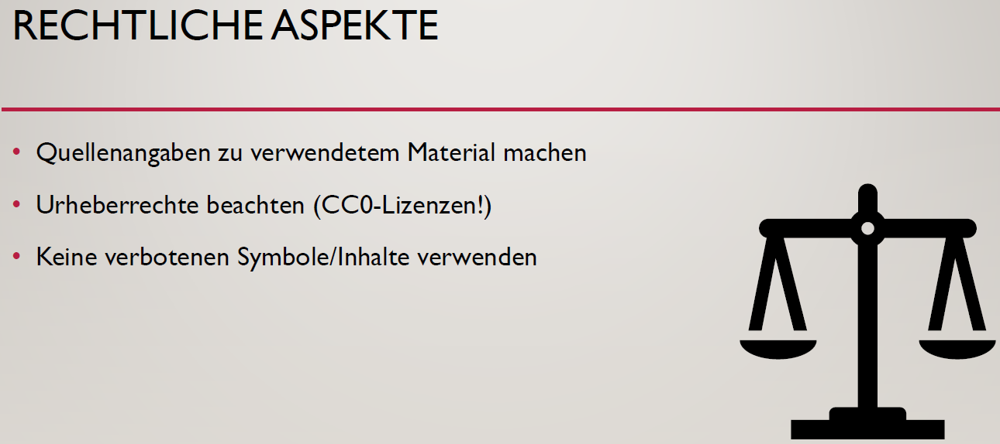 RECHTLICHE ASPEKTE
• Quellenangaben zu verwendetem Material machen
• Urheberrechte beachten (CC0-Lizenzen!)
• Keine verbotenen Symbole/Inhalte verwenden